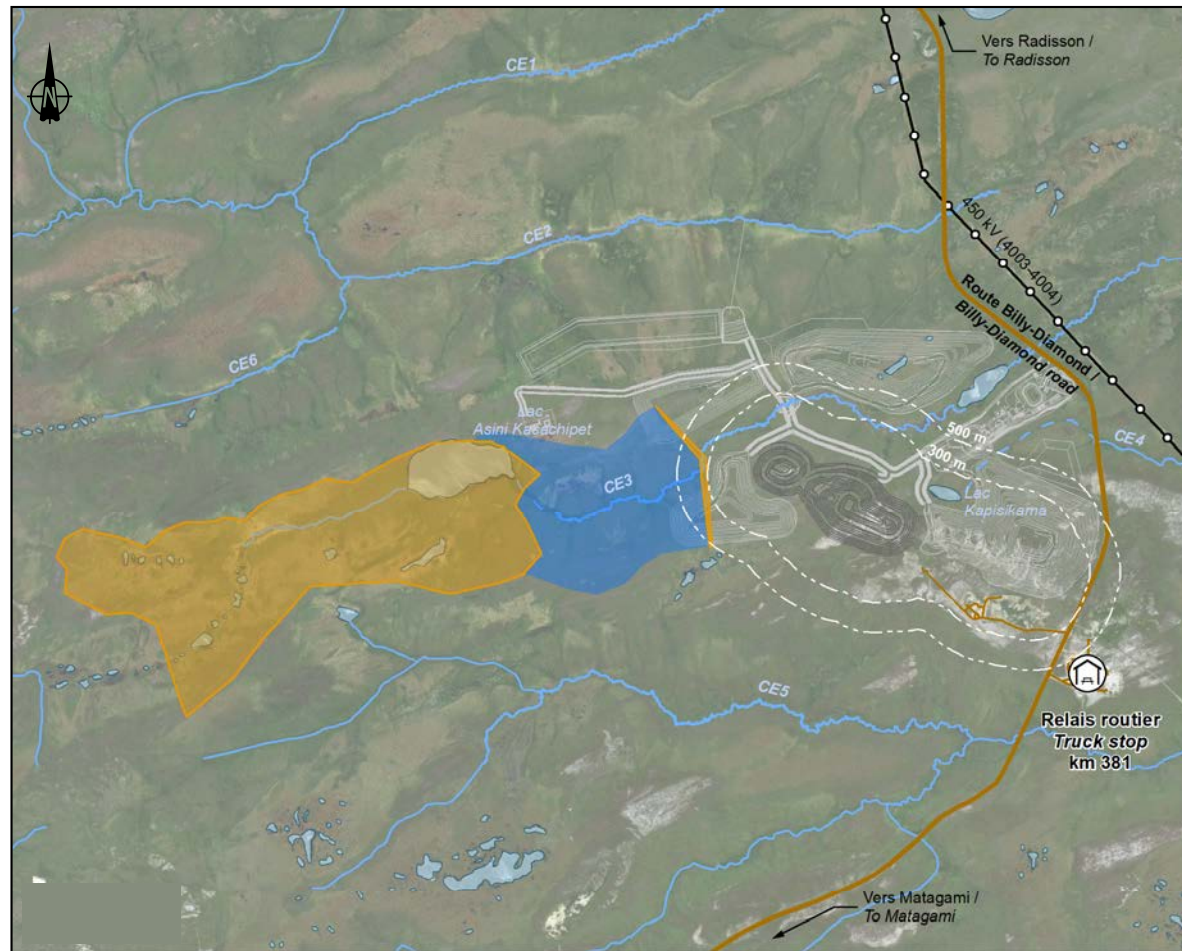 N
Vers Radisson /
To Radisson
CE1
CE2
450 kV (4003-4004)
Route Billy-Diamond /
Billy-Diamond road
CE6
Lac
Asini Kasachipet
500 m
300 m
CE4
CE3
Lac
Kapisikama
CE5
Relais routier
Truck stop
km 381
Vers Matagami /
To Matagami